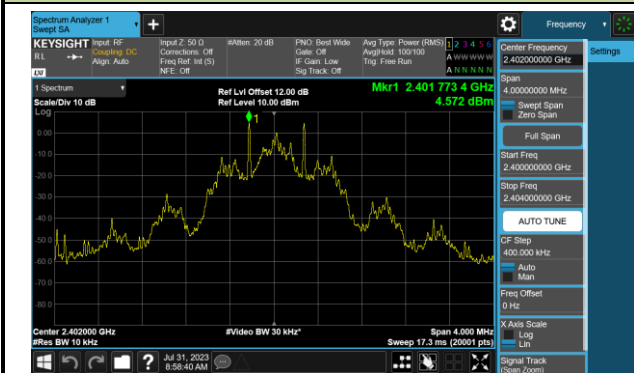 Spectrum Analyzer 1
Swept SA
Frequency
KEYSIGHT
RL
LXI
Input: RF
Coupling: DC
Align: Auto
Input Z: 50 Ω
Corrections: Off
Freq Ref: Int (S)
NFE: Off
#Atten: 20 dB
PNO: Best Wide
Gate: Off
IF Gain: Low
Sig Track: Off
Avg Type: Power (RMS)
Avg|Hold: 100/100
Trig: Free Run
1 2 3 4 5 6
A W W W W W
A N N N N N
1 Spectrum
Scale/Div 10 dB
Log
Ref Lvl Offset 12.00 dB
Ref Level 10.00 dBm
Mkr1 2.401 773 4 GHz
4.572 dBm
1
0.00
-10.0
-20.0
-30.0
-40.0
-50.0
-60.0
-70.0
-80.0
Center 2.402000 GHz
#Res BW 10 kHz
#Video BW 30 kHz*
Span 4.000 MHz
Sweep 17.3 ms (20001 pts)
Jul 31, 2023
8:58:40 AM
?
Center Frequency
2.402000000 GHz
Settings
Span
4.00000000 MHz
Swept Span
Zero Span
Full Span
Start Freq
2.400000000 GHz
Stop Freq
2.404000000 GHz
AUTO TUNE
CF Step
400.000 kHz
Auto
Man
Freq Offset
0 Hz
X Axis Scale
Log
Lin
Signal Track
(Span Zoom)